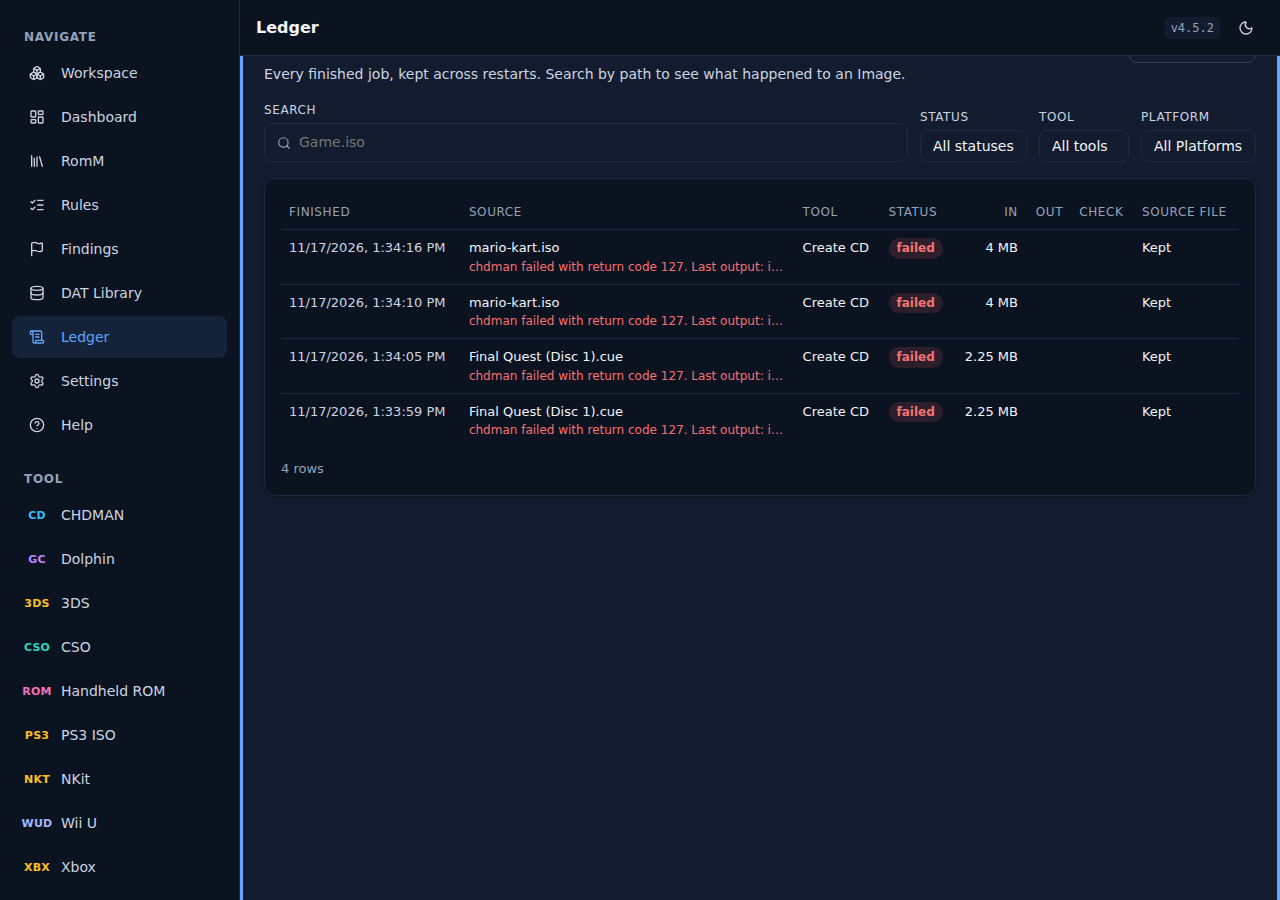 NAVIGATE
Workspace
Dashboard
RomM
Rules
Findings
DAT Library
Ledger
Settings
Help
TOOL
CD CHDMAN
GC Dolphin
3DS 3DS
CSO CSO
ROM Handheld ROM
PS3 PS3 ISO
NKT NKit
WUD Wii U
XBX Xbox
Ledger
v4.5.2
Every finished job, kept across restarts. Search by path to see what happened to an Image.
SEARCH
Game.iso
STATUS
All statuses
TOOL
All tools
PLATFORM
All Platforms
FINISHED SOURCE TOOL STATUS IN OUT CHECK SOURCE FILE
11/17/2026, 1:34:16 PM mario-kart.iso Create CD failed 4 MB Kept
chdman failed with return code 127. Last output: i...
11/17/2026, 1:34:10 PM mario-kart.iso Create CD failed 4 MB Kept
chdman failed with return code 127. Last output: i...
11/17/2026, 1:34:05 PM Final Quest (Disc 1).cue Create CD failed 2.25 MB Kept
chdman failed with return code 127. Last output: i...
11/17/2026, 1:33:59 PM Final Quest (Disc 1).cue Create CD failed 2.25 MB Kept
chdman failed with return code 127. Last output: i...
4 rows